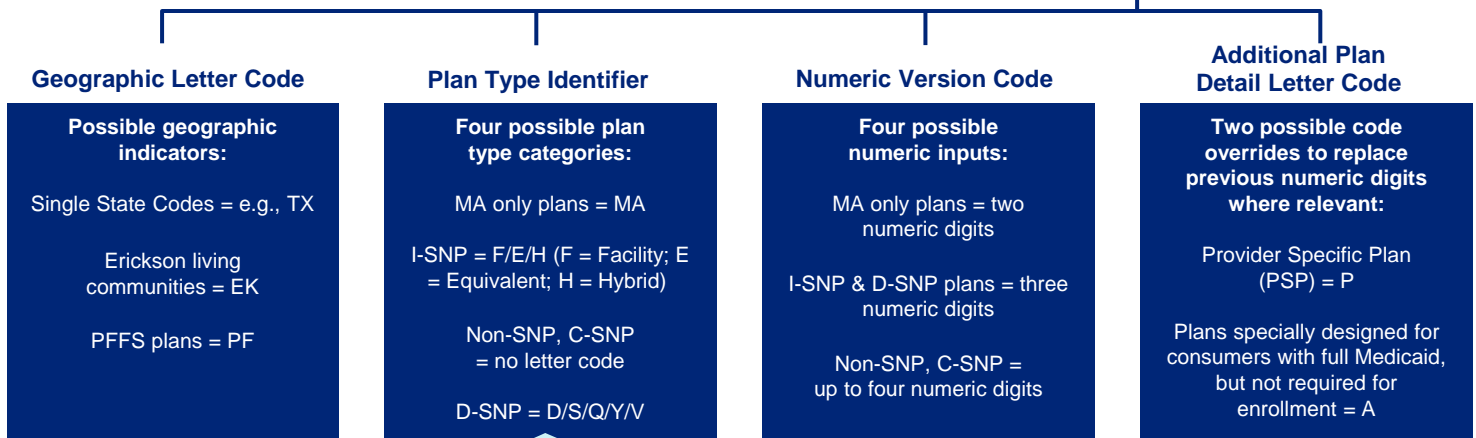 Geographic Letter Code
Possible geographic
indicators:
Single State Codes = e.g., TX
Erickson living
communities = EK
PFFS plans = PF
Plan Type Identifier
Four possible plan
type categories:
MA only plans = MA
I-SNP = F/E/H (F = Facility; E
= Equivalent; H = Hybrid)
Non-SNP, C-SNP
= no letter code
D-SNP = D/S/Q/Y/V
Numeric Version Code
Four possible
numeric inputs:
MA only plans = two
numeric digits
I-SNP & D-SNP plans = three
numeric digits
Non-SNP, C-SNP =
up to four numeric digits
Additional Plan
Detail Letter Code
Two possible code
overrides to replace
previous numeric digits
where relevant:
Provider Specific Plan
(PSP) = P
Plans specially designed for
consumers with full Medicaid,
but not required for
enrollment = A